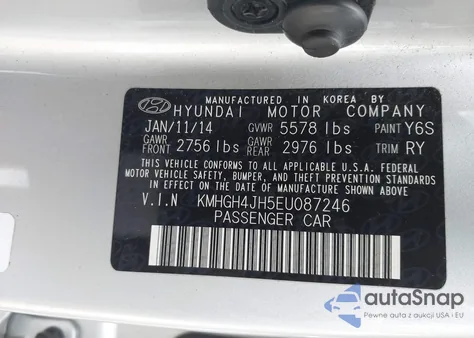 MANUFACTURED IN KOREA BY
HYUNDAI MOTOR COMPANY
JAN/11/14 GVWR 5578 lbs PAINT Y6S
GAWR FRONT 2756 lbs GAWR REAR 2976 lbs TRIM RY
THIS VEHICLE CONFORMS TO ALL APPLICABLE U.S.A. FEDERAL
MOTOR VEHICLE SAFETY, BUMPER, AND THEFT PREVENTION
STANDARDS IN EFFECT ON THE DATE OF MANUFACTURE SHOWN ABOVE.
V.I.N KMHGH4JH5EU087246
PASSENGER CAR
autoSnap
Pewne auta z aukcji USA i EU